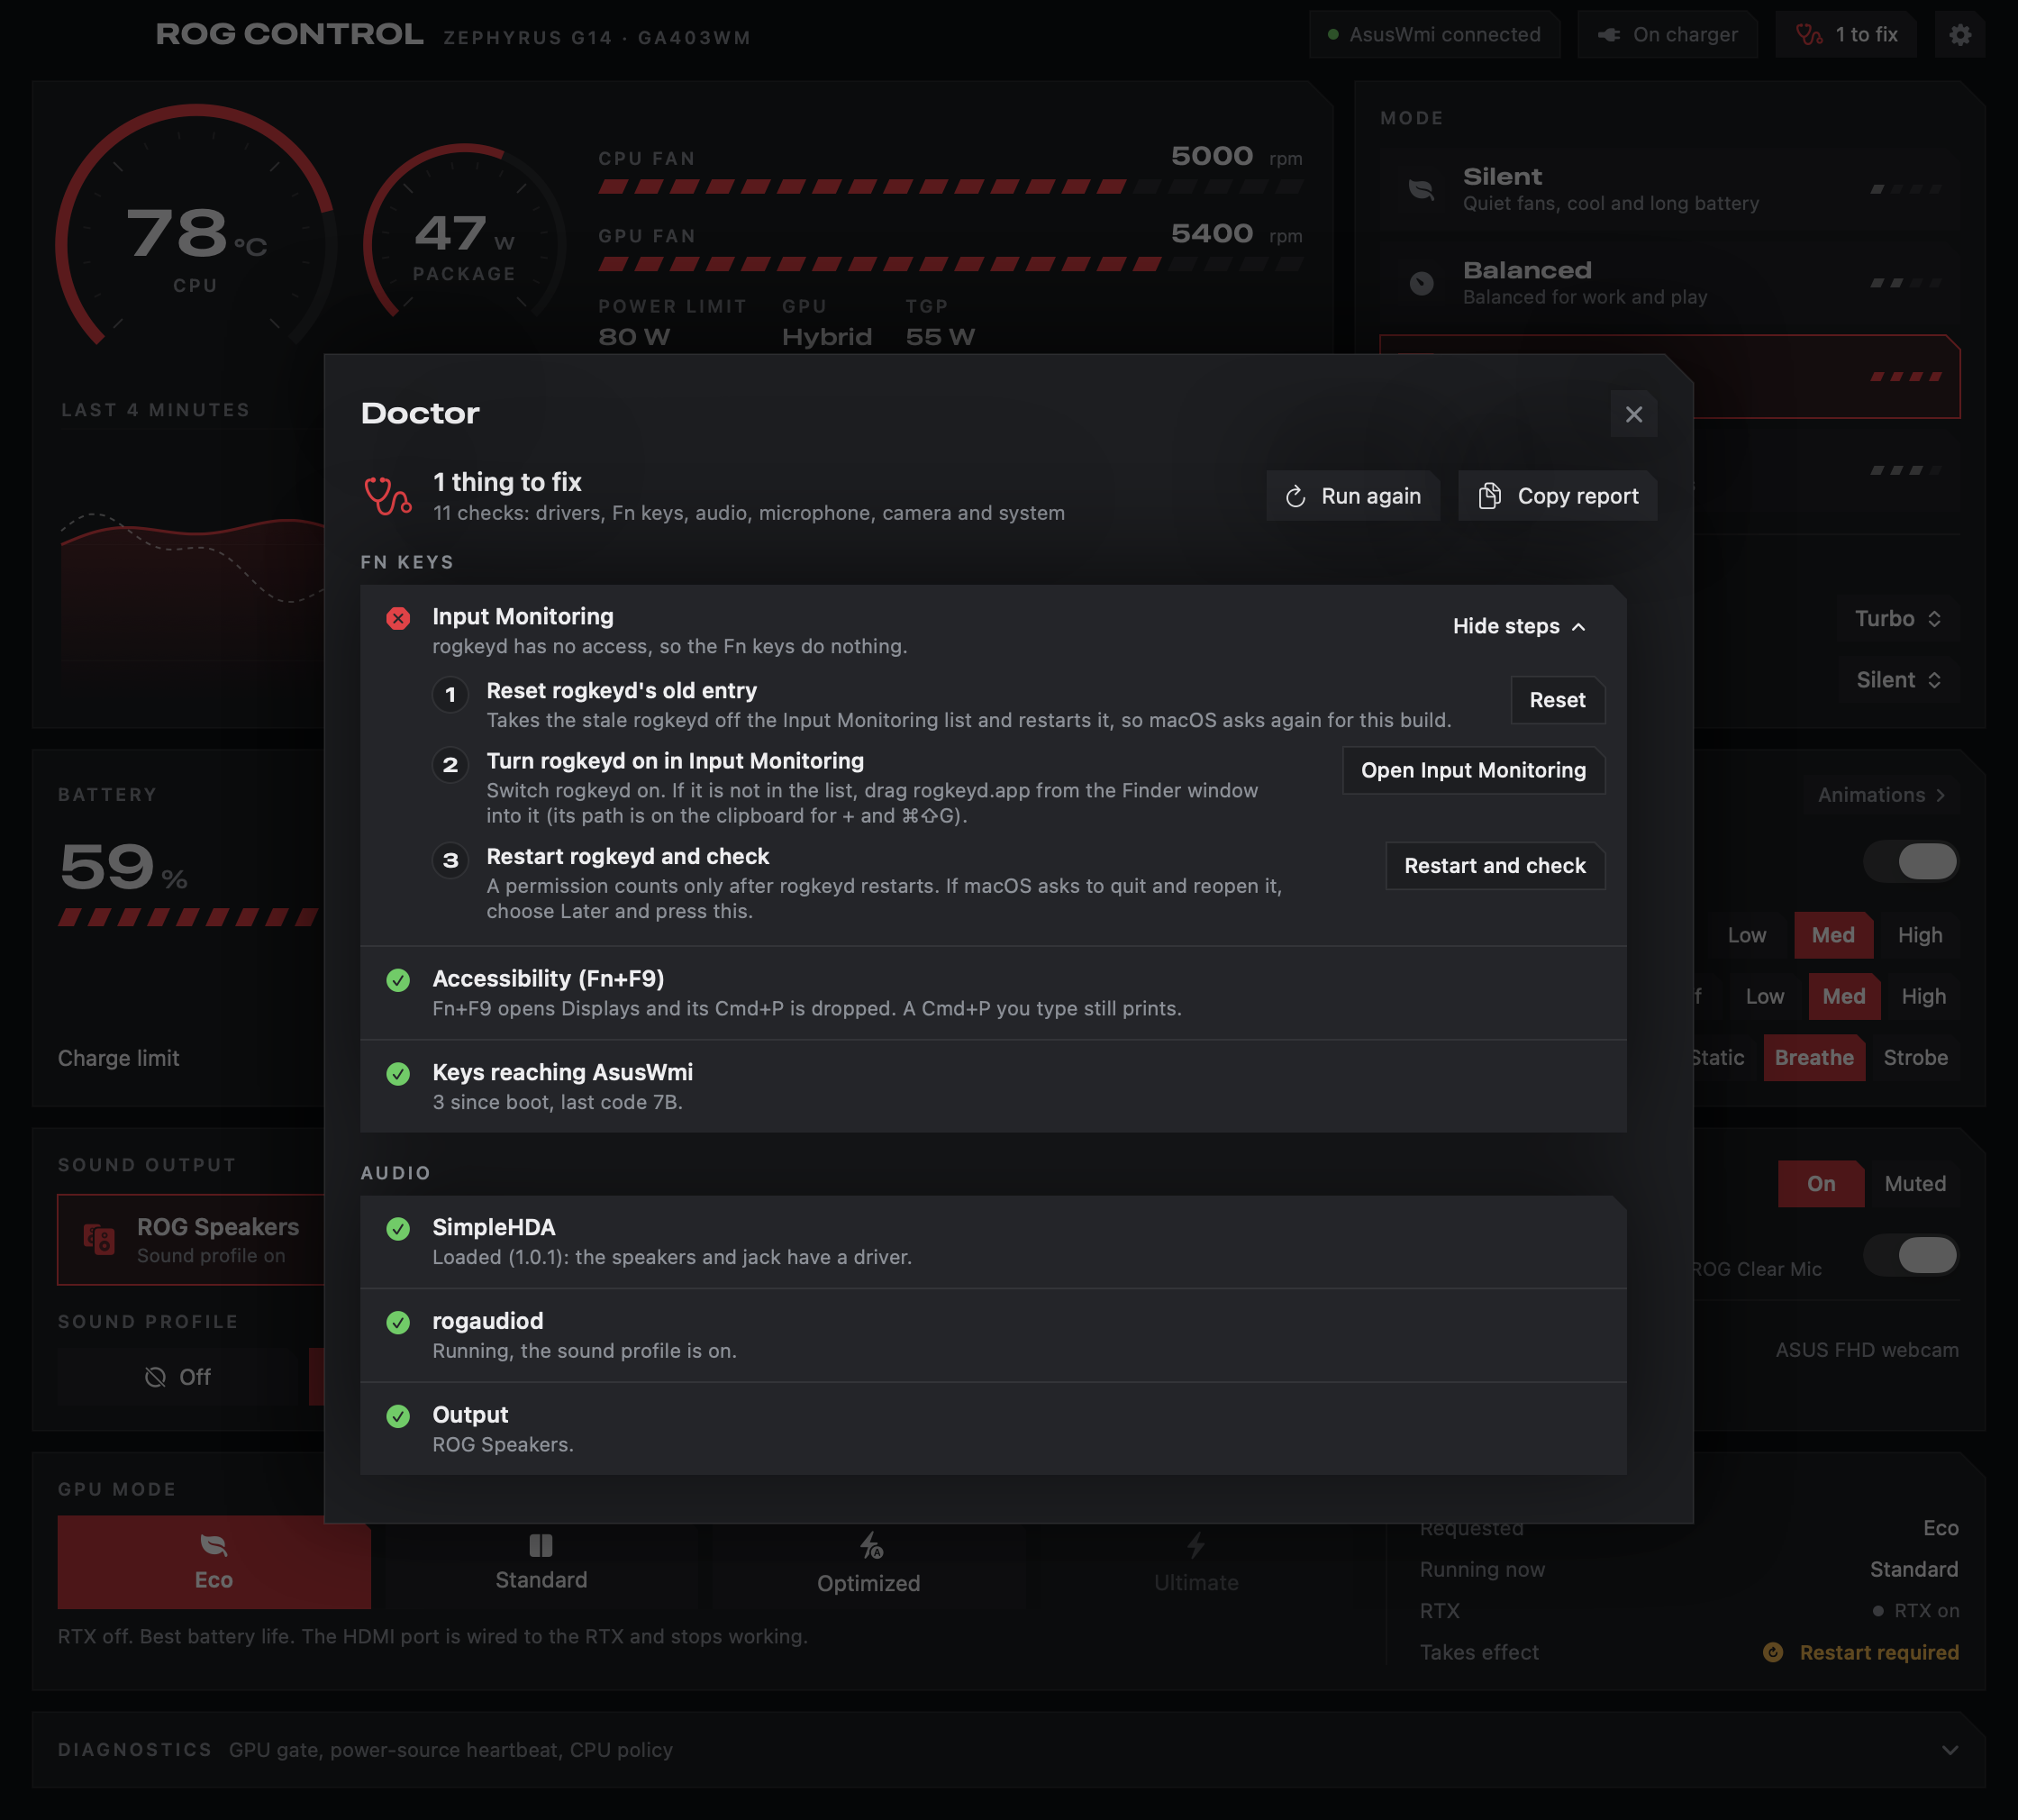 ROG CONTROL ZEPHYRUS G14 · GA403WM
AsusWmi connected
On charger
1 to fix
78 °C
CPU
47 W
PACKAGE
CPU FAN 5000 rpm
GPU FAN 5400 rpm
POWER LIMIT GPU TGP
80 W Hybrid 55 W
LAST 4 MINUTES
MODE
Silent
Quiet fans, cool and long battery
Balanced
Balanced for work and play
Turbo
Silent
Doctor
1 thing to fix
11 checks: drivers, Fn keys, audio, microphone, camera and system
Run again
Copy report
FN KEYS
Input Monitoring
rogkeyd has no access, so the Fn keys do nothing.
Hide steps
1 Reset rogkeyd's old entry
Takes the stale rogkeyd off the Input Monitoring list and restarts it, so macOS asks again for this build.
Reset
2 Turn rogkeyd on in Input Monitoring
Switch rogkeyd on. If it is not in the list, drag rogkeyd.app from the Finder window
into it (its path is on the clipboard for + and ⌘⇧G).
Open Input Monitoring
3 Restart rogkeyd and check
A permission counts only after rogkeyd restarts. If macOS asks to quit and reopen it,
choose Later and press this.
Restart and check
Accessibility (Fn+F9)
Fn+F9 opens Displays and its Cmd+P is dropped. A Cmd+P you type still prints.
Keys reaching AsusWmi
3 since boot, last code 7B.
AUDIO
SimpleHDA
Loaded (1.0.1): the speakers and jack have a driver.
rogaudiod
Running, the sound profile is on.
Output
ROG Speakers.
BATTERY
59 %
Charge limit
Animations
Low Med High
f Low Med High
Static Breathe Strobe
SOUND OUTPUT
ROG Speakers
Sound profile on
SOUND PROFILE
Off
On Muted
ROG Clear Mic
ASUS FHD webcam
GPU MODE
Eco
Standard
Optimized
Ultimate
RTX off. Best battery life. The HDMI port is wired to the RTX and stops working.
Requested Eco
Running now Standard
RTX RTX on
Takes effect Restart required
DIAGNOSTICS GPU gate, power-source heartbeat, CPU policy